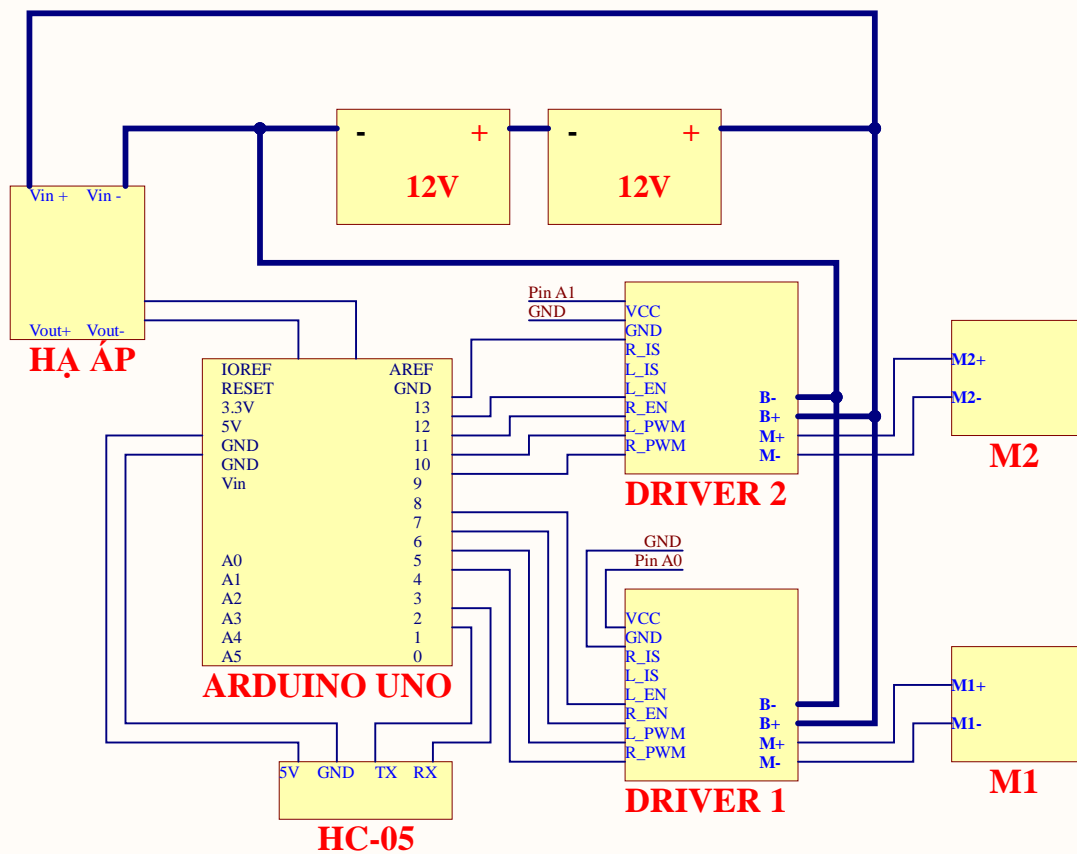 - + - +
12V 12V
Vin + Vin -
Vout+ Vout-
HẠ ÁP
Pin A1
GND
VCC
GND
R_IS
L_IS
L_EN
R_EN
L_PWM
R_PWM
B-
B+
M+
M-
DRIVER 2
M2+
M2-
M2
IOREF
RESET
3.3V
5V
GND
GND
Vin
A0
A1
A2
A3
A4
A5
AREF
GND
13
12
11
10
9
8
7
6
5
4
3
2
1
0
ARDUINO UNO
GND
Pin A0
VCC
GND
R_IS
L_IS
L_EN
R_EN
L_PWM
R_PWM
B-
B+
M+
M-
DRIVER 1
M1+
M1-
M1
5V GND TX RX
HC-05